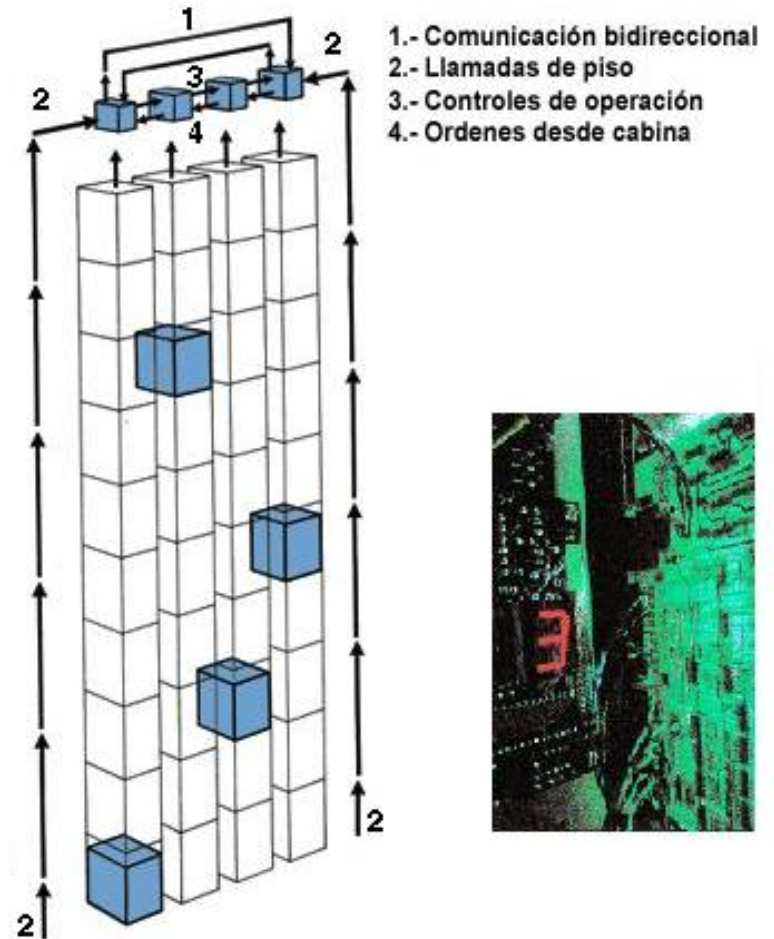 1
2
2
3
4
1.- Comunicación bidireccional
2.- Llamadas de piso
3.- Controles de operación
4.- Ordenes desde cabina
2
2